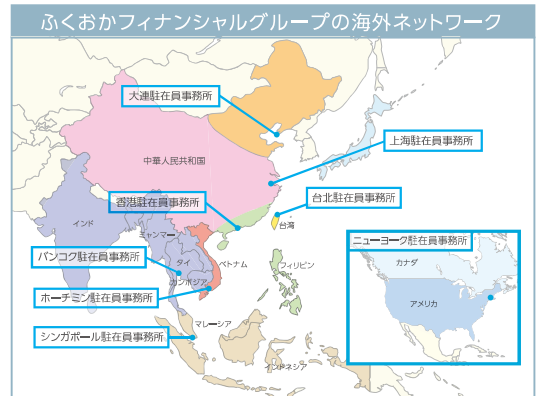 ふくおかフィナンシャルグループの海外ネットワーク
大連駐在員事務所
上海駐在員事務所
中華人民共和国
香港駐在員事務所
台北駐在員事務所
インド
台湾
ミャンマー
ニューヨーク駐在員事務所
バンコク駐在員事務所
タイ
ベトナム
フィリピン
カナダ
カンボジア
ホーチミン駐在員事務所
アメリカ
マレーシア
シンガポール駐在員事務所
インドネシア